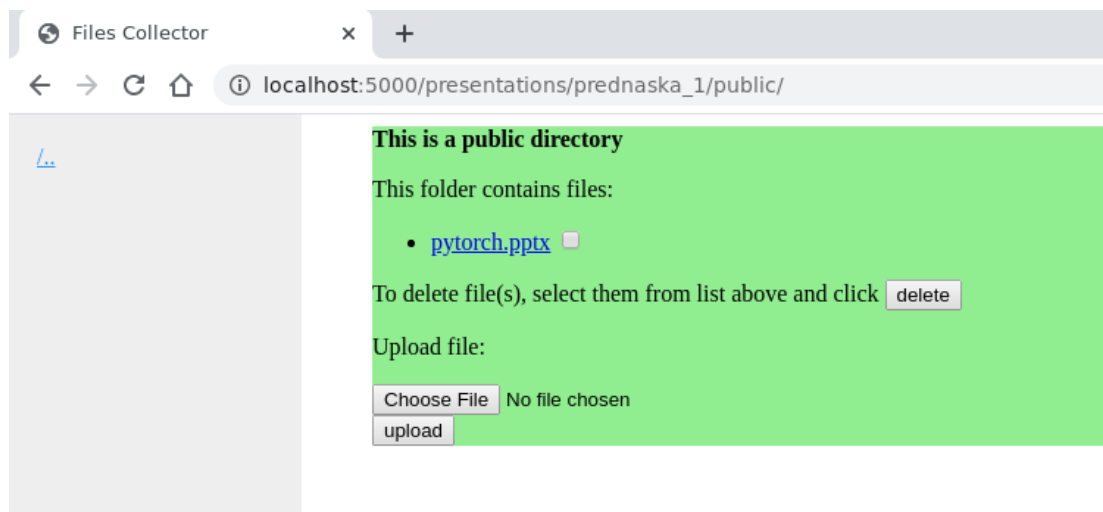 Files Collector
localhost:5000/presentations/prednaska_1/public/
/..
This is a public directory
This folder contains files:
pytorch.pptx
To delete file(s), select them from list above and click delete
Upload file:
Choose File No file chosen
upload